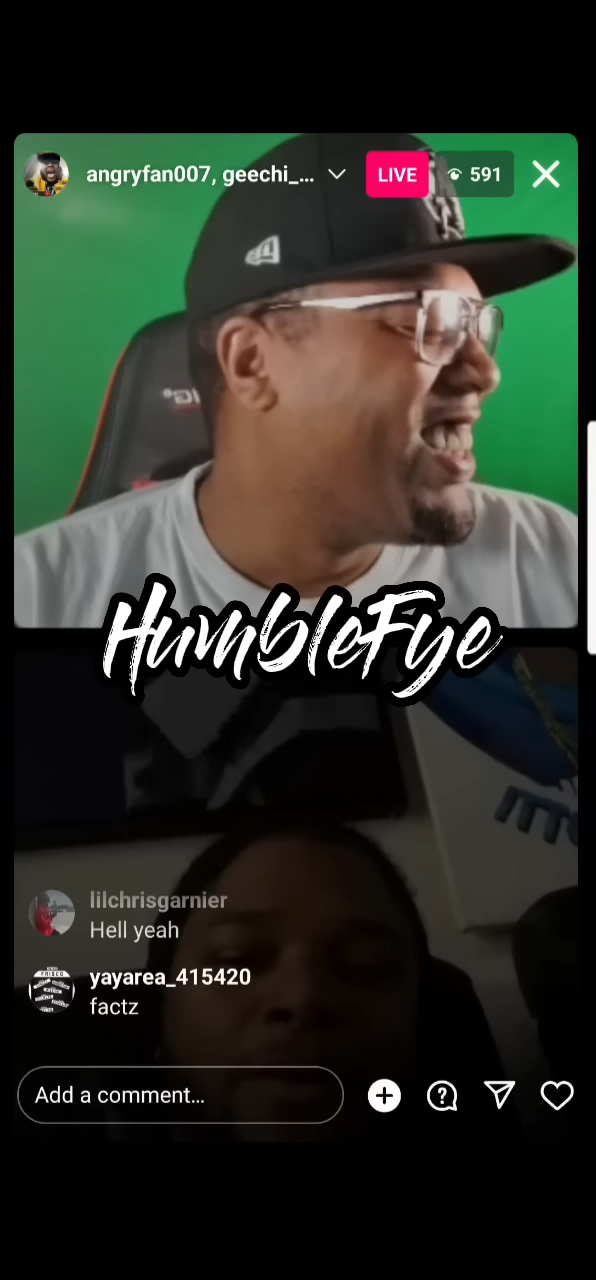 angryfan007, geechi_...
LIVE
591
HumbleFye
lilchrisgarnier
Hell yeah
yayarea_415420
factz
Add a comment...